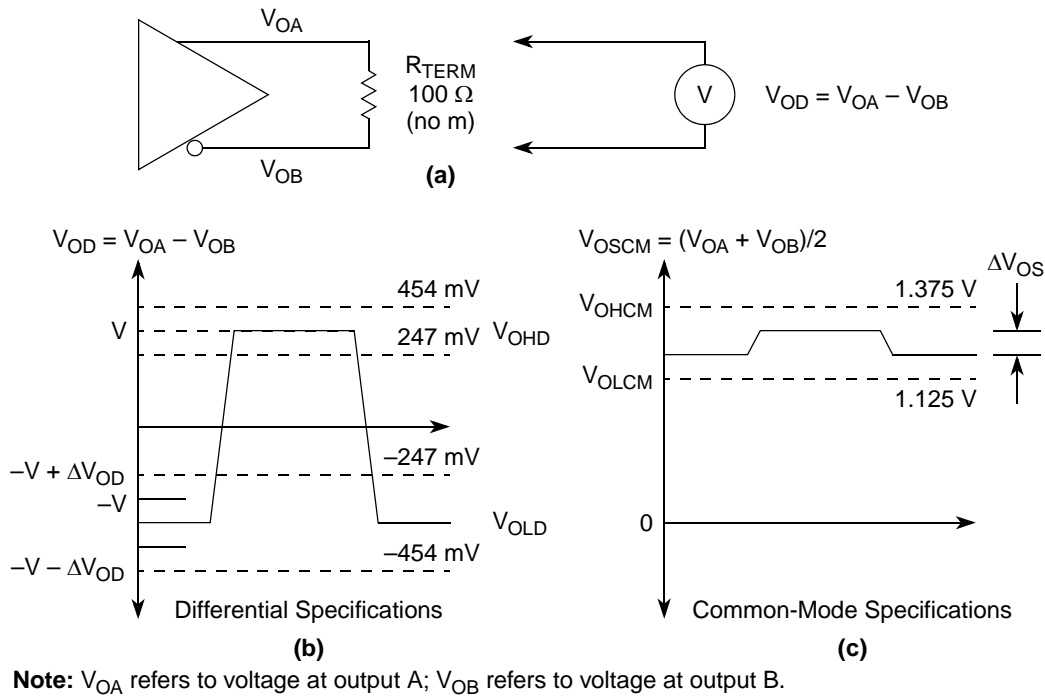 V_OA
R_TERM
100 Ω
(no m)
V
V_OD = V_OA – V_OB
V_OB
(a)
V_OD = V_OA – V_OB
454 mV
V
247 mV
V_OHD
–247 mV
–V + ΔV_OD
–V
V_OLD
–454 mV
–V – ΔV_OD
Differential Specifications
(b)
V_OSCM = (V_OA + V_OB)/2
ΔV_OS
1.375 V
V_OHCM
V_OLCM
1.125 V
0
Common-Mode Specifications
(c)
Note: V_OA refers to voltage at output A; V_OB refers to voltage at output B.